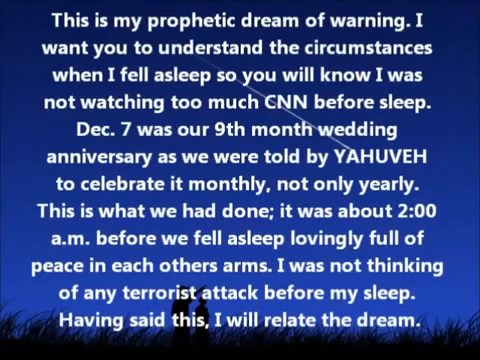 This is my prophetic dream of warning. I
want you to understand the circumstances
when I fell asleep so you will know I was
not watching too much CNN before sleep.
Dec. 7 was our 9th month wedding
anniversary as we were told by YAHUVEH
to celebrate it monthly, not only yearly.
This is what we had done; it was about 2:00
a.m. before we fell asleep lovingly full of
peace in each others arms. I was not thinking
of any terrorist attack before my sleep.
Having said this, I will relate the dream.